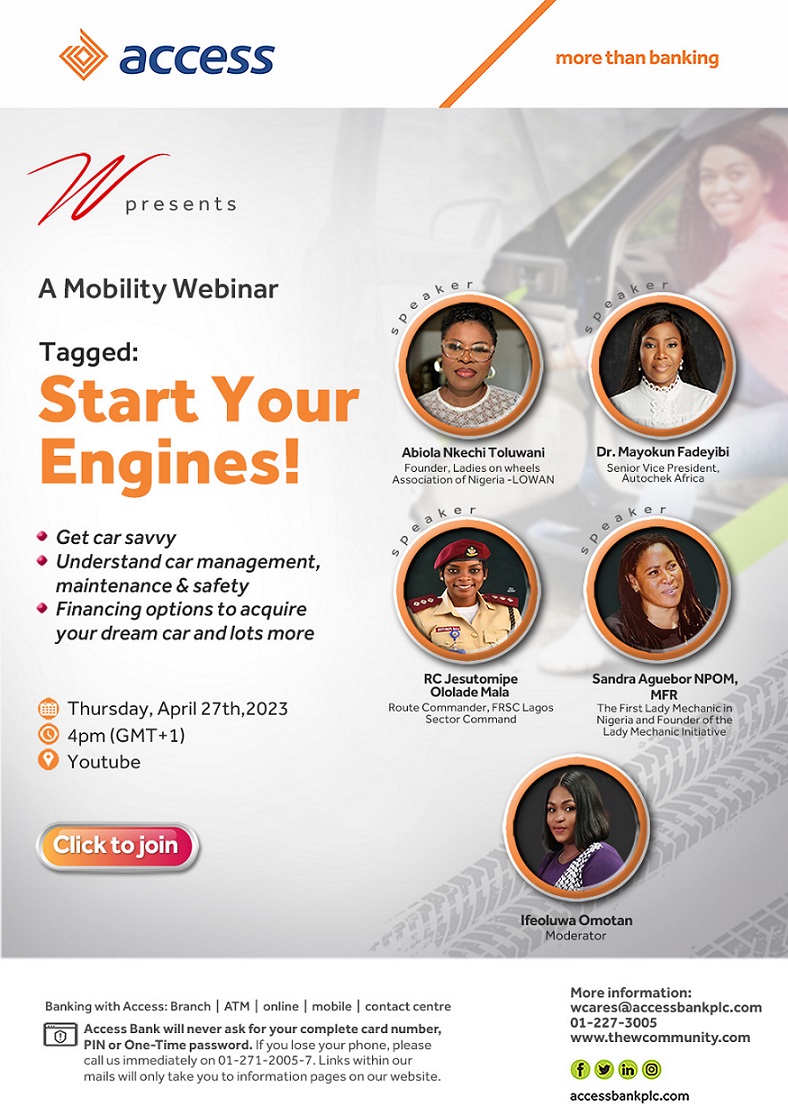 access
more than banking
W presents
A Mobility Webinar
Tagged:
Start Your
Engines!
Get car savvy
Understand car management,
maintenance & safety
Financing options to acquire
your dream car and lots more
Thursday, April 27th,2023
4pm (GMT+1)
Youtube
Click to join
speaker
Abiola Nkechi Toluwani
Founder, Ladies on wheels
Association of Nigeria -LOWAN
speaker
Dr. Mayokun Fadeyibi
Senior Vice President,
Autochek Africa
speaker
RC Jesutomipe
Ololade Mala
Route Commander, FRSC Lagos
Sector Command
speaker
Sandra Aguebor NPOM,
MFR
The First Lady Mechanic in
Nigeria and Founder of the
Lady Mechanic Initiative
Ifeoluwa Omotan
Moderator
Banking with Access: Branch | ATM | online | mobile | contact centre
Access Bank will never ask for your complete card number,
PIN or One-Time password. If you lose your phone, please
call us immediately on 01-271-2005-7. Links within our
mails will only take you to information pages on our website.
More information:
wcares@accessbankplc.com
01-227-3005
www.thewcommunity.com
accessbankplc.com